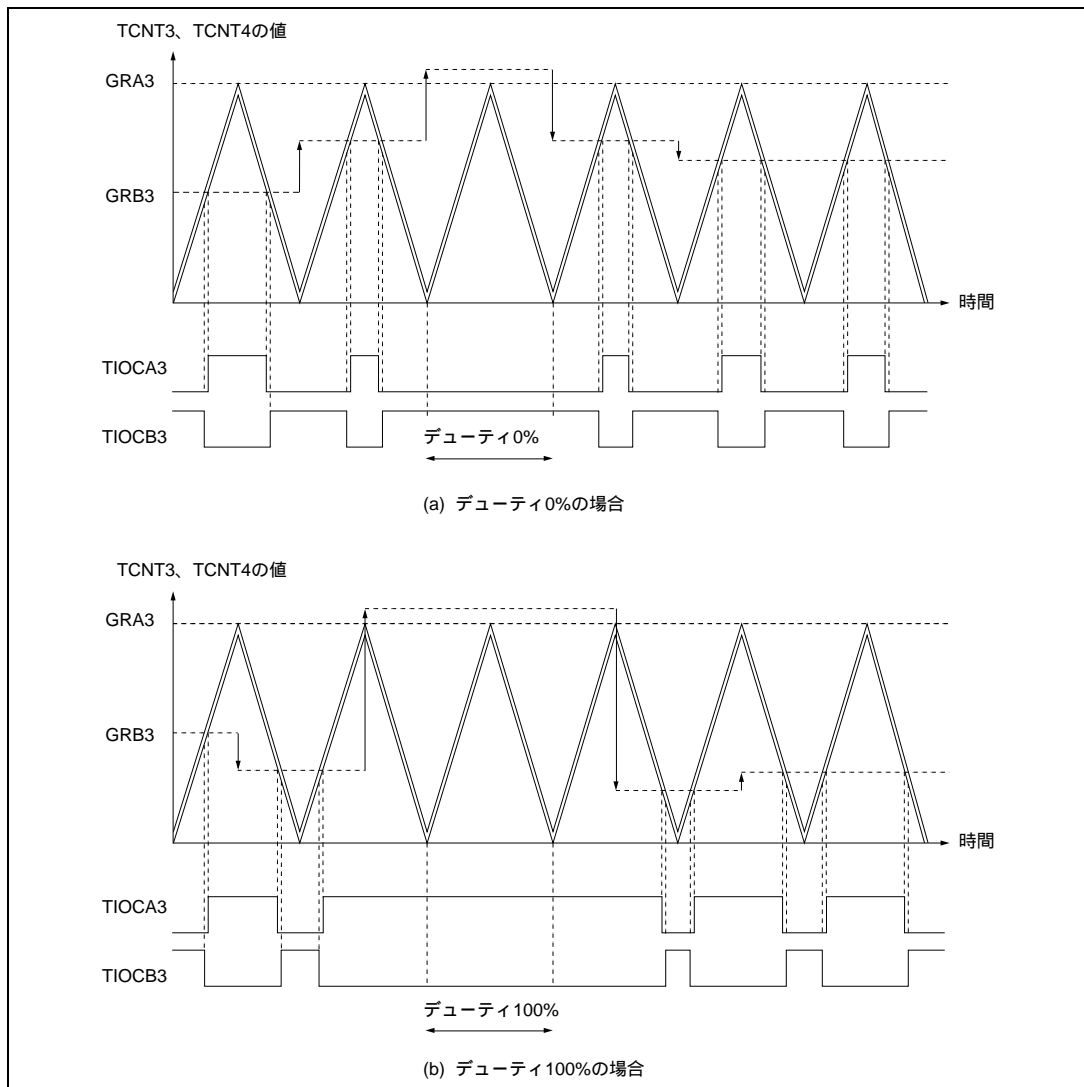 TCNT3、TCNT4の値
GRA3
GRB3
時間
TIOCA3
TIOCB3
デューティ0%
(a) デューティ0%の場合
TCNT3、TCNT4の値
GRA3
GRB3
時間
TIOCA3
TIOCB3
デューティ100%
(b) デューティ100%の場合